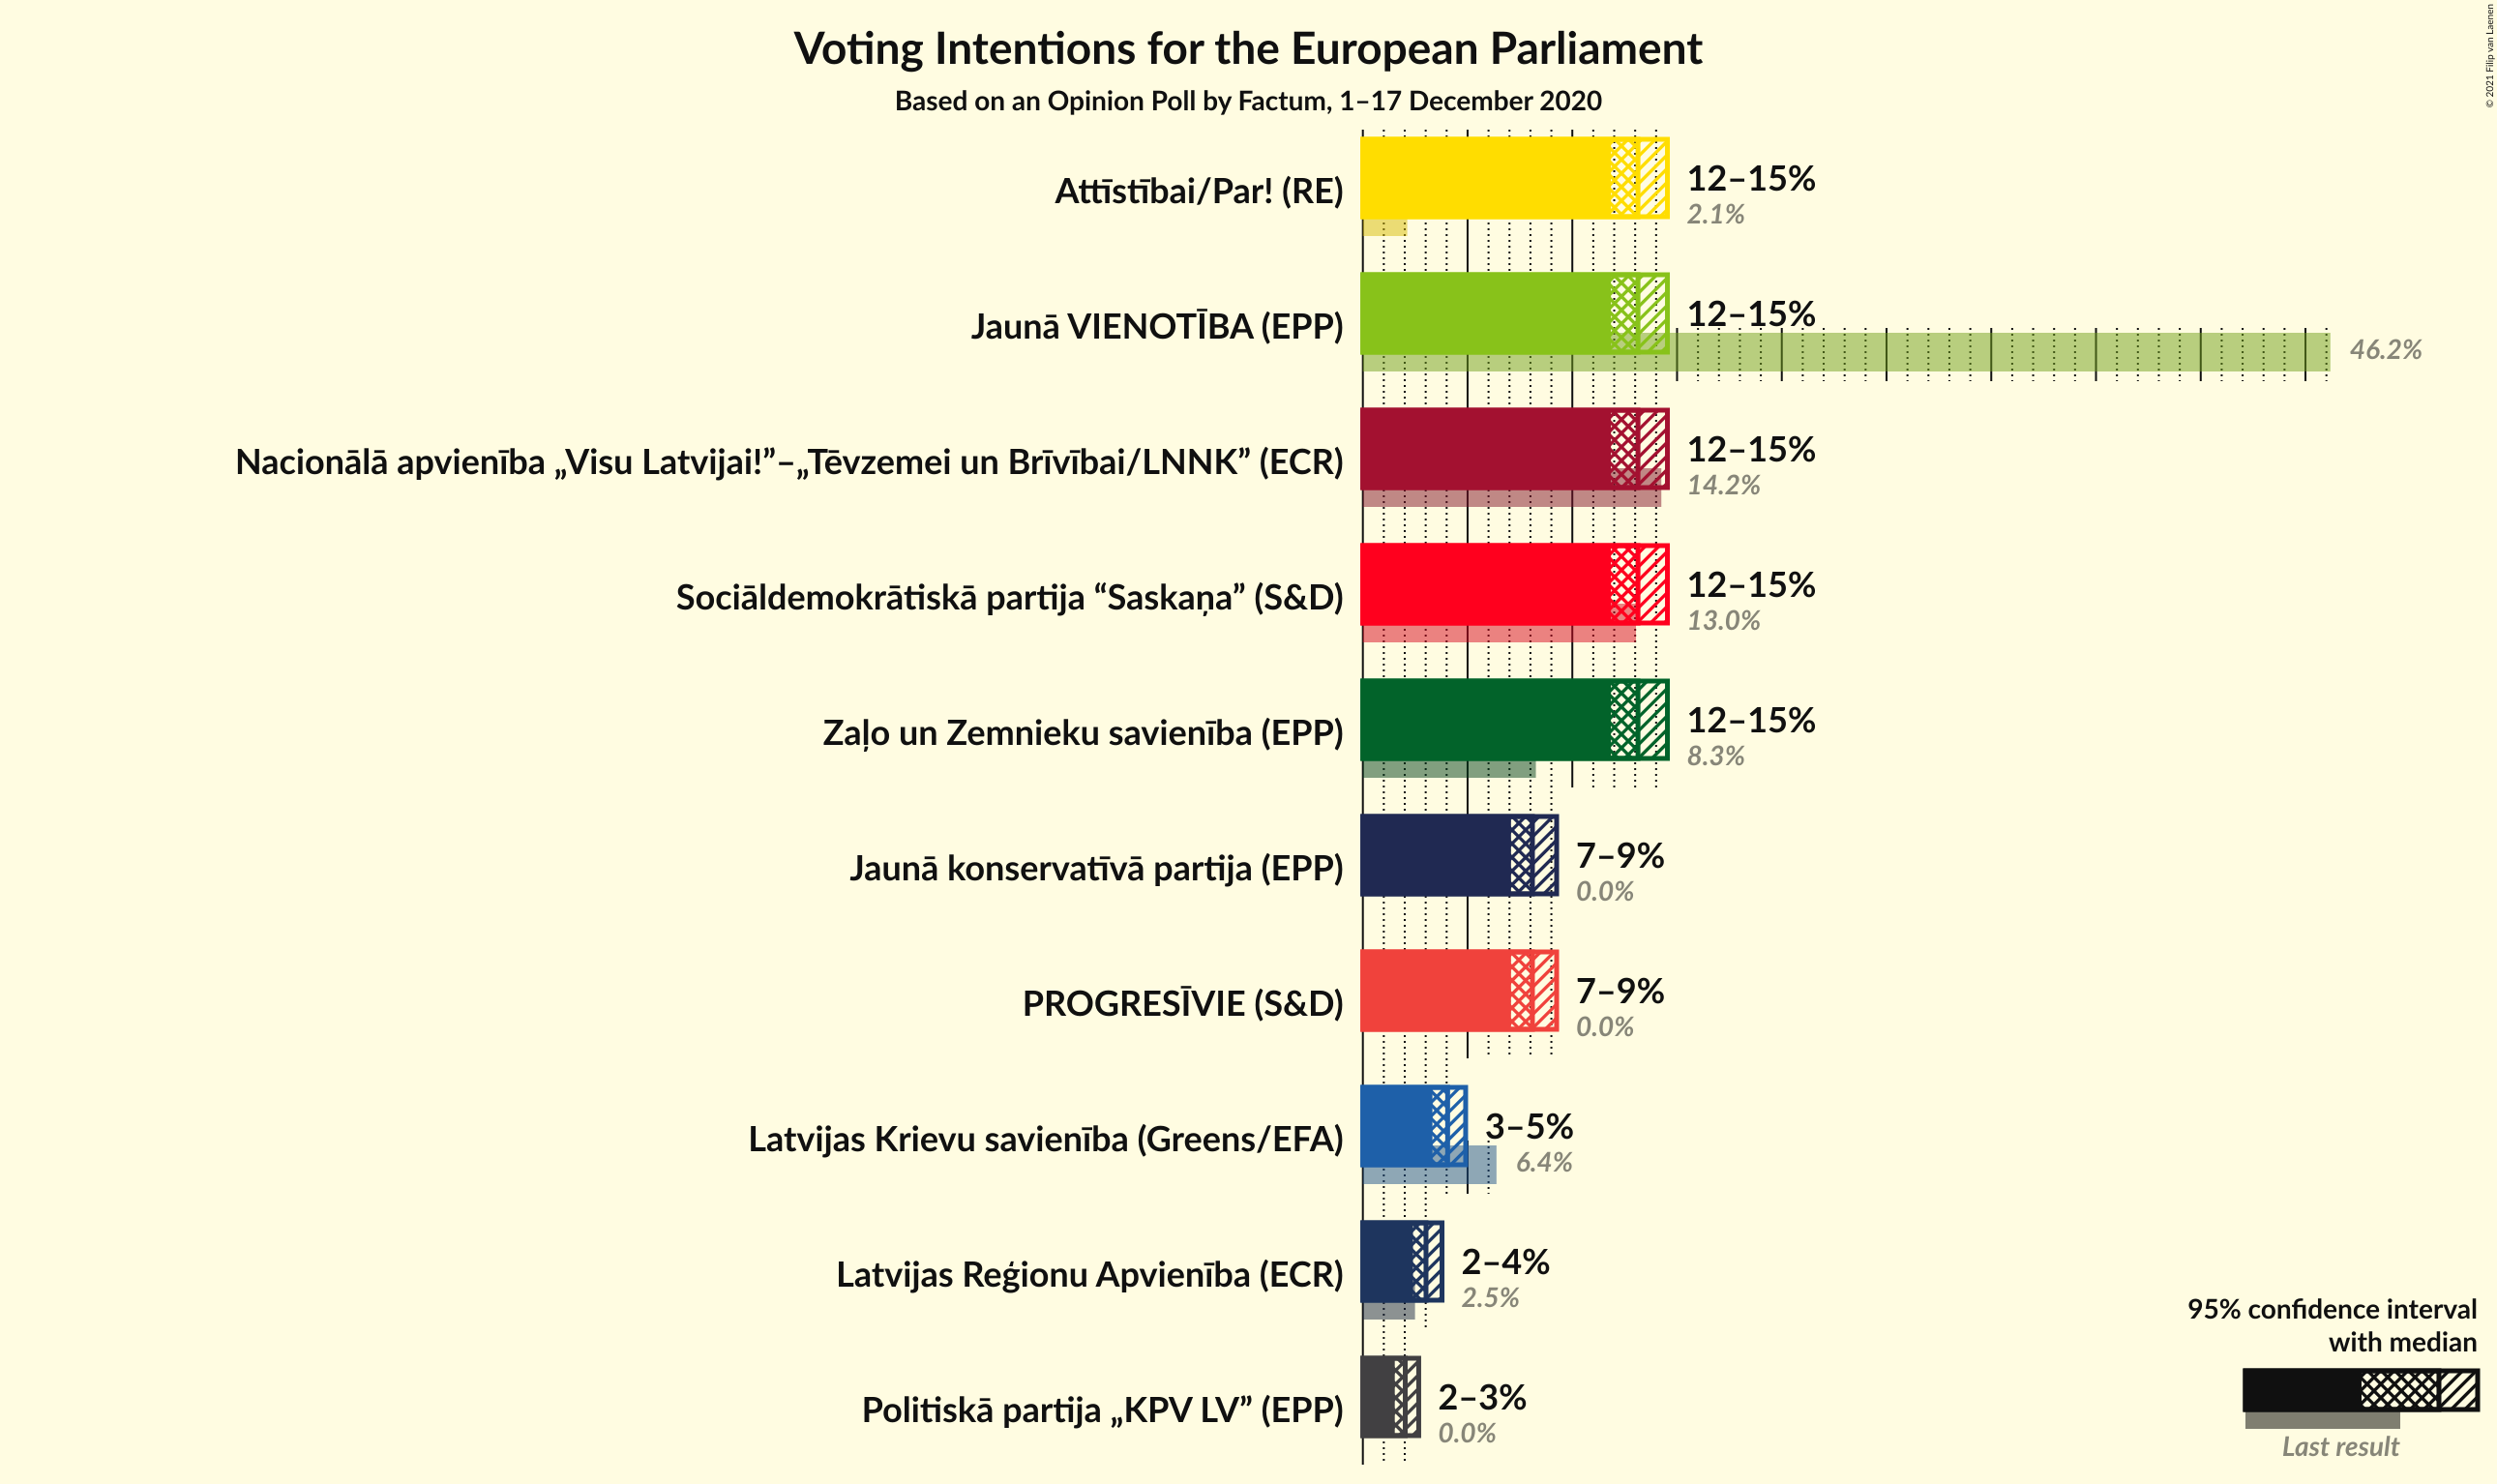 Voting Intentions for the European Parliament
Based on an Opinion Poll by Factum, 1–17 December 2020
© 2021 Filip van Laenen
Attīstībai/Par! (RE)
12–15%
2.1%
Jaunā VIENOTĪBA (EPP)
12–15%
46.2%
Nacionālā apvienība „Visu Latvijai!”–„Tēvzemei un Brīvībai/LNNK” (ECR)
12–15%
14.2%
Sociāldemokrātiskā partija “Saskaņa” (S&D)
12–15%
13.0%
Zaļo un Zemnieku savienība (EPP)
12–15%
8.3%
Jaunā konservatīvā partija (EPP)
7–9%
0.0%
PROGRESĪVIE (S&D)
7–9%
0.0%
Latvijas Krievu savienība (Greens/EFA)
3–5%
6.4%
Latvijas Reģionu Apvienība (ECR)
2–4%
2.5%
Politiskā partija „KPV LV” (EPP)
2–3%
0.0%
95% confidence interval
with median
Last result